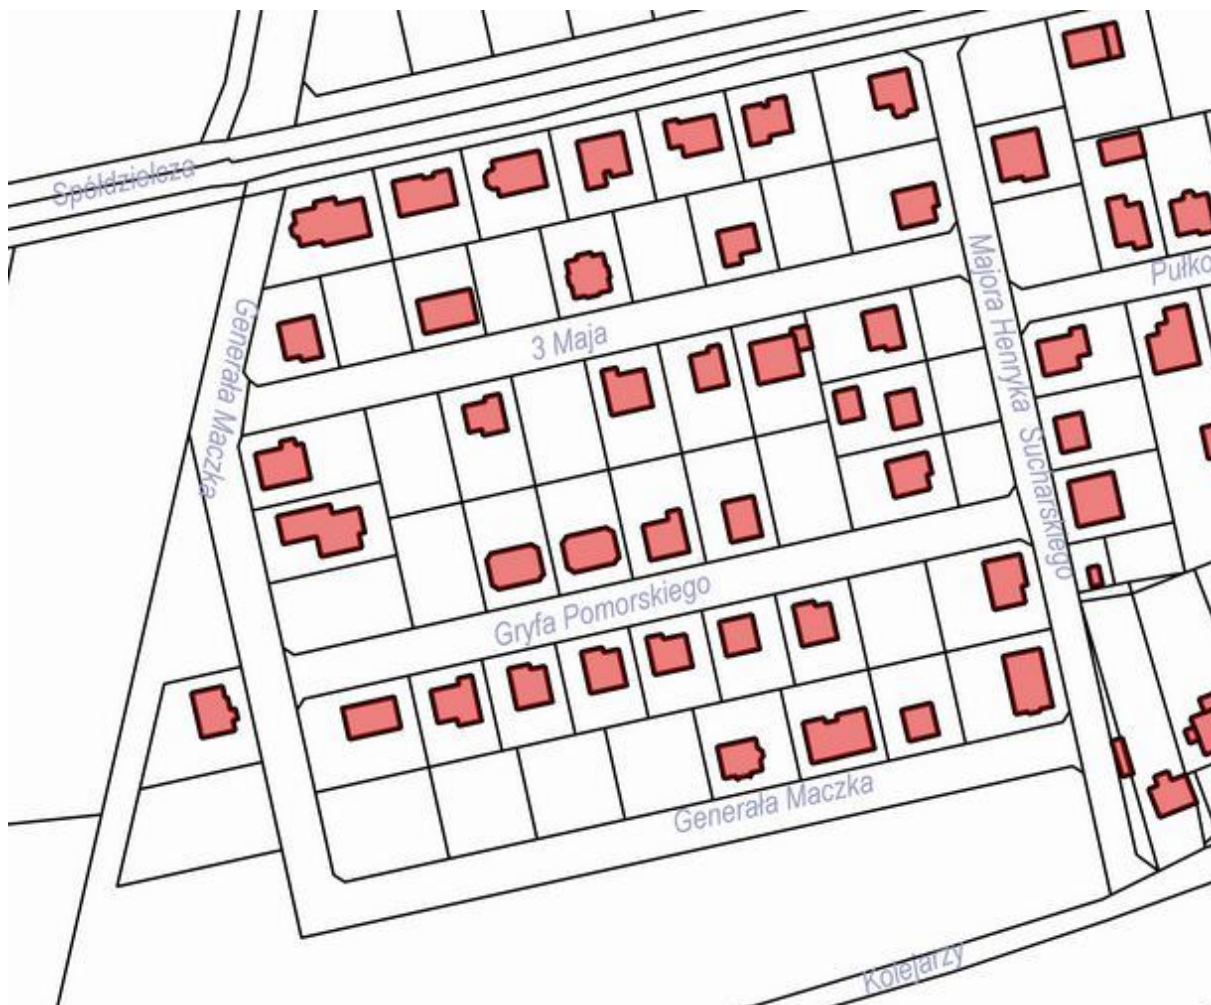 Spółdzielcza
Generała Maczka
3 Maja
Majora Henryka Sucharskiego
Pułko
Gryfa Pomorskiego
Generała Maczka
Kolejarzy